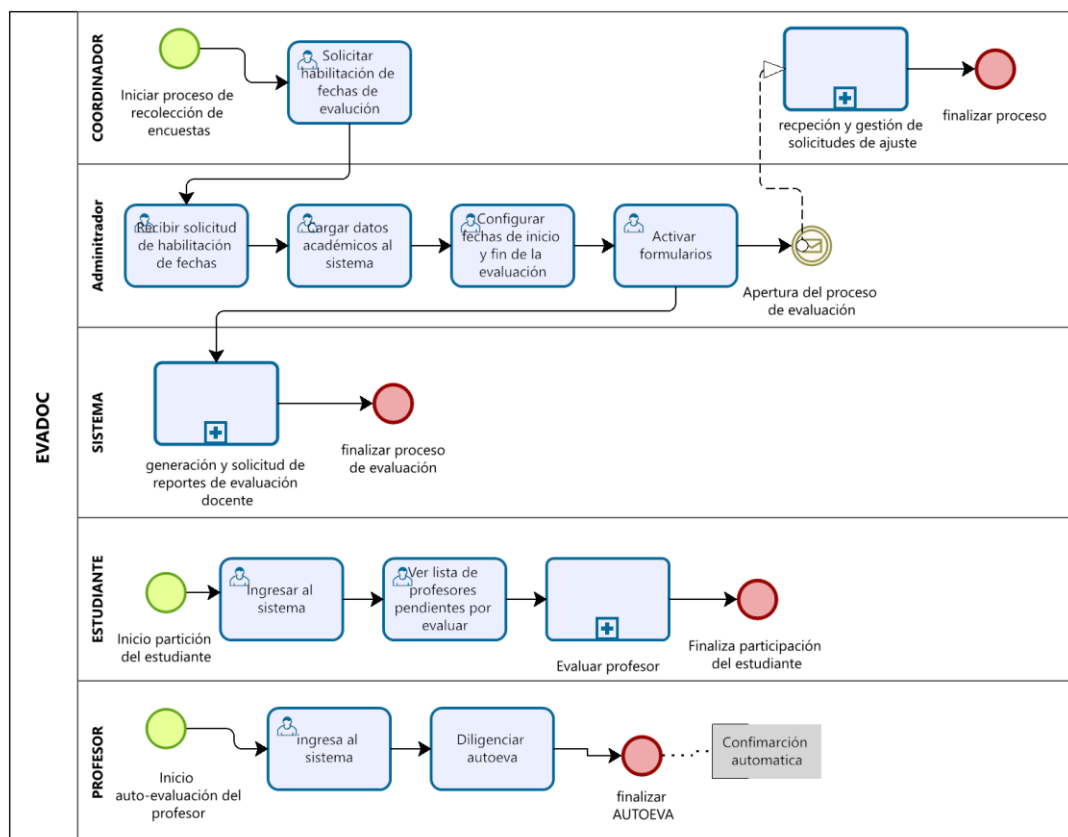 EVADOC
COORDINADOR
Iniciar proceso de
recolección de
encuestas
Solicitar
habilitación de
fechas de
evalución
recpeción y gestión de
solicitudes de ajuste
finalizar proceso
Adminitrador
Recibir solicitud
de habilitación
de fechas
Cargar datos
académicos al
sistema
Configurar
fechas de inicio
y fin de la
evaluación
Activar
formularios
Apertura del proceso
de evaluación
SISTEMA
generación y solicitud de
reportes de evaluación
docente
finalizar proceso
de evaluación
ESTUDIANTE
Inicio partición
del estudiante
Ingresar al
sistema
Ver lista de
profesores
pendientes por
evaluar
Evaluar profesor
Finaliza participación
del estudiante
PROFESOR
Inicio
auto-evaluación del
profesor
ingresa al
sistema
Diligenciar
autoeva
finalizar
AUTOEVA
Confimarción
automatica